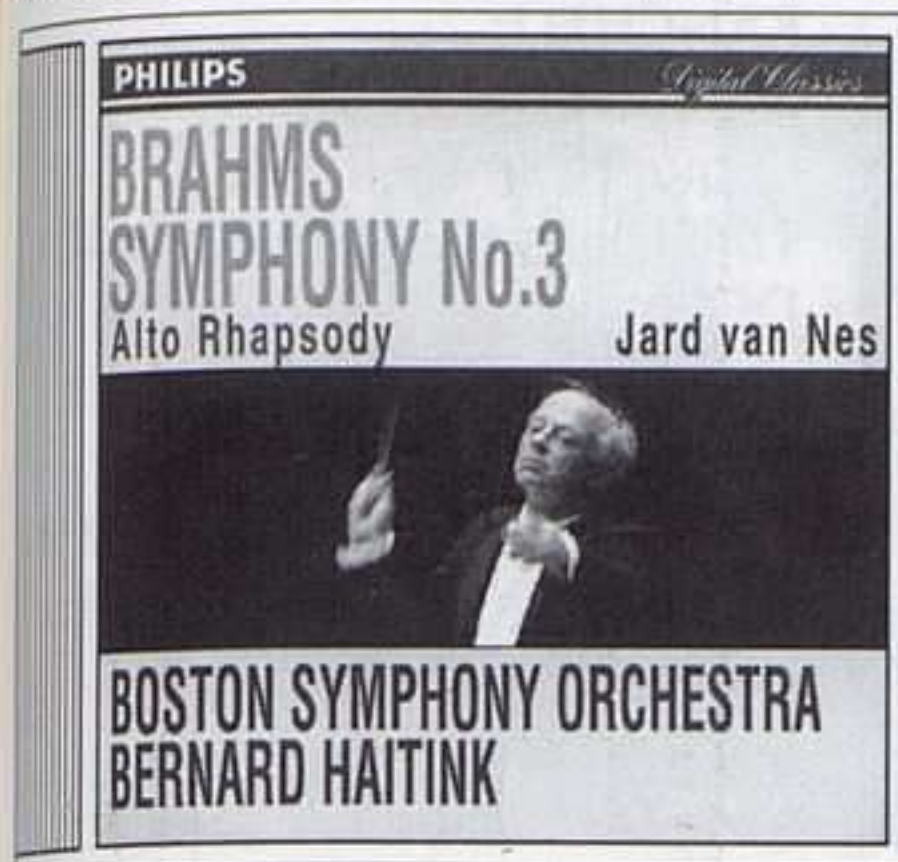 PHILIPS Digital Classics
BRAHMS
SYMPHONY No.3
Alto Rhapsody Jard van Nes
BOSTON SYMPHONY ORCHESTRA
BERNARD HAITINK